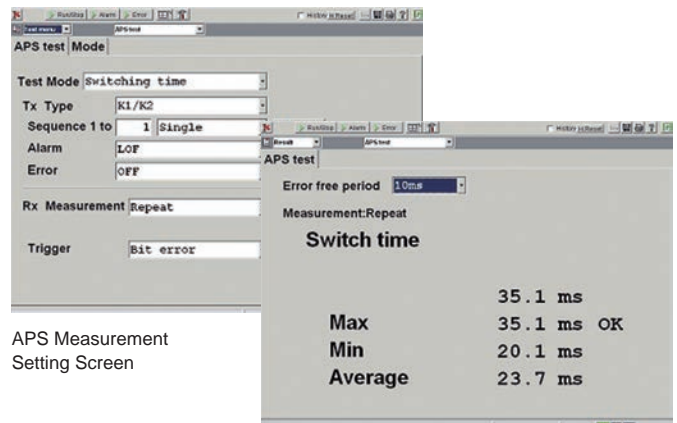 Run/Stop Alarm Error History H.Reset
Test menu APS test
APS test Mode
Test Mode Switching time
Tx Type K1/K2
Sequence 1 to 1 Single
Alarm LOF
Error OFF
Rx Measurement Repeat
Trigger Bit error
APS Measurement
Setting Screen
Run/Stop Alarm Error History H.Reset
Result APS test
APS test
Error free period 10ms
Measurement:Repeat
Switch time
35.1 ms
Max 35.1 ms OK
Min 20.1 ms
Average 23.7 ms